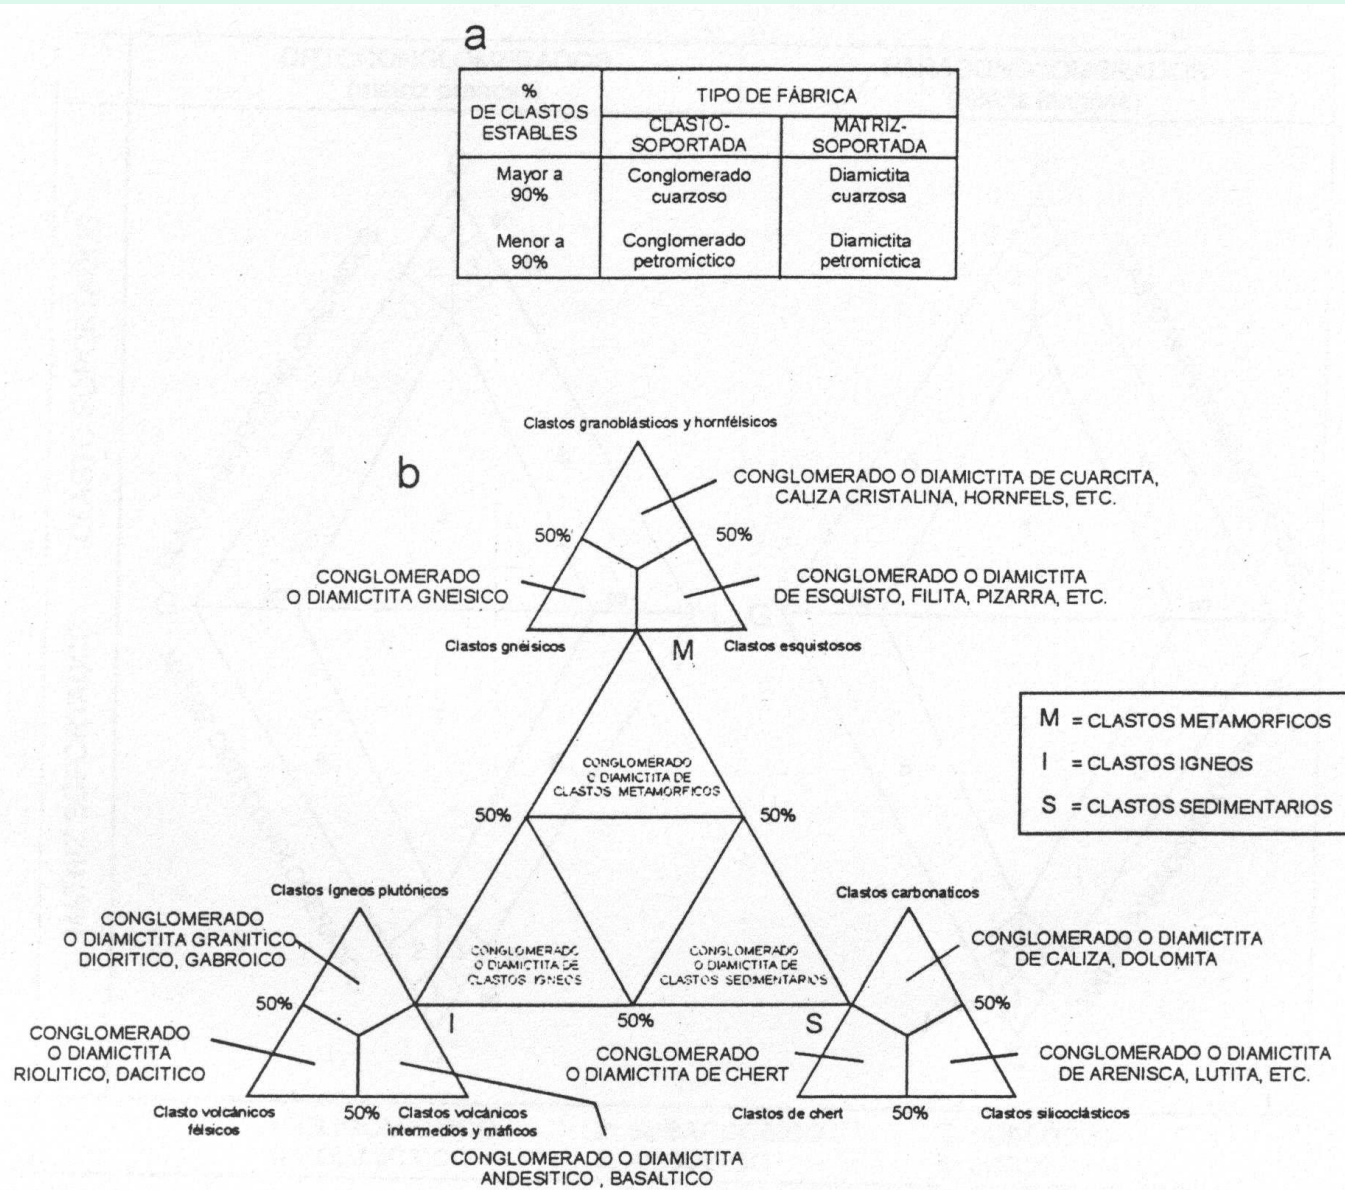 a
%
DE CLASTOS
ESTABLES
TIPO DE FÁBRICA
CLASTO-
SOPORTADA
MATRIZ-
SOPORTADA
Mayor a
90%
Conglomerado
cuarzoso
Diamictita
cuarzosa
Menor a
90%
Conglomerado
petromíctico
Diamictita
petromíctica
b
Clastos granoblásticos y hornfélsicos
CONGLOMERADO O DIAMICTITA DE CUARCITA,
CALIZA CRISTALINA, HORNFELS, ETC.
50%
50%
CONGLOMERADO
O DIAMICTITA GNEISICO
CONGLOMERADO O DIAMICTITA
DE ESQUISTO, FILITA, PIZARRA, ETC.
Clastos gnéisicos
M
Clastos esquistosos
M = CLASTOS METAMORFICOS
I = CLASTOS IGNEOS
S = CLASTOS SEDIMENTARIOS
CONGLOMERADO
O DIAMICTITA DE
CLASTOS METAMORFICOS
50%
50%
Clastos ígneos plutónicos
Clastos carbonaticos
CONGLOMERADO
O DIAMICTITA GRANITICO,
DIORITICO, GABROICO
CONGLOMERADO
O DIAMICTITA DE
CLASTOS IGNEOS
CONGLOMERADO
O DIAMICTITA DE
CLASTOS SEDIMENTARIOS
CONGLOMERADO O DIAMICTITA
DE CALIZA, DOLOMITA
50%
I
50%
S
50%
CONGLOMERADO
O DIAMICTITA
RIOLITICO, DACITICO
CONGLOMERADO
O DIAMICTITA DE CHERT
CONGLOMERADO O DIAMICTITA
DE ARENISCA, LUTITA, ETC.
Clasto volcánicos
félsicos
50%
Clastos volcánicos
intermedios y máficos
Clastos de chert
50%
Clastos silicoclásticos
CONGLOMERADO O DIAMICTITA
ANDESITICO , BASALTICO